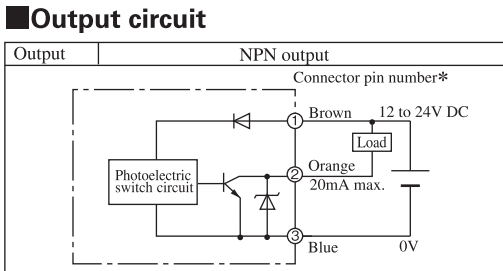 ■Output circuit
Output NPN output
Connector pin number*
1 Brown 12 to 24V DC
Load
Photoelectric
switch circuit
2 Orange
20mA max.
3 Blue 0V